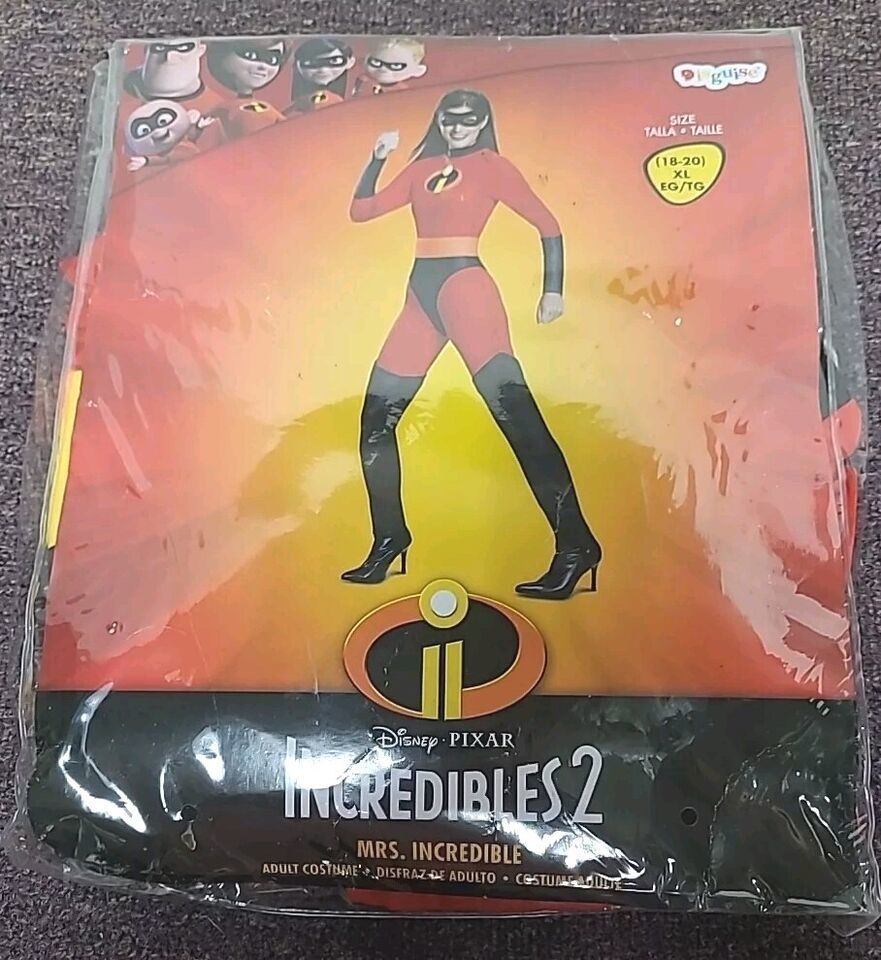 Disguise
SIZE
TALLA • TAILLE
(18-20)
XL
EG/TG
DISNEY • PIXAR
INCREDIBLES 2
MRS. INCREDIBLE
ADULT COSTUME • DISFRAZ DE ADULTO • COSTUME ADULTE